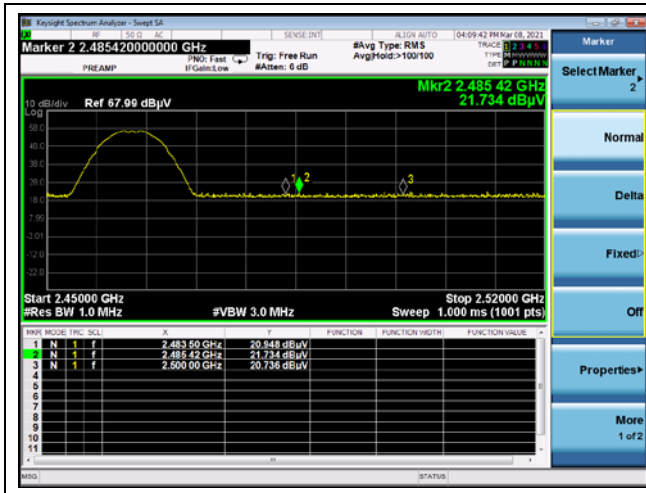 Keysight Spectrum Analyzer - Swept SA
RF 50 Ω AC SENSE:INT ALIGN AUTO 04:09:42 PM Mar 08, 2021
Marker 2 2.485420000000 GHz #Avg Type: RMS TRACE 1 2 3 4 5 6
PNO: Fast Trig: Free Run Avg|Hold:>100/100 TYPE M WWWWW
PREAMP IFGain:Low #Atten: 6 dB DET P P N N N N
Mkr2 2.485 42 GHz
10 dB/div Ref 67.99 dBµV 21.734 dBµV
Log
58.0
48.0
38.0
28.0
18.0
7.99
-2.01
-12.0
-22.0
1 2 3
Start 2.45000 GHz Stop 2.52000 GHz
#Res BW 1.0 MHz #VBW 3.0 MHz Sweep 1.000 ms (1001 pts)
MKR MODE TRC SCL X Y FUNCTION FUNCTION WIDTH FUNCTION VALUE
1 N 1 f 2.483 50 GHz 20.948 dBµV
2 N 1 f 2.485 42 GHz 21.734 dBµV
3 N 1 f 2.500 00 GHz 20.736 dBµV
4
5
6
7
8
9
10
11
MSG STATUS
Marker
Select Marker
2
Normal
Delta
Fixed
Off
Properties
More
1 of 2